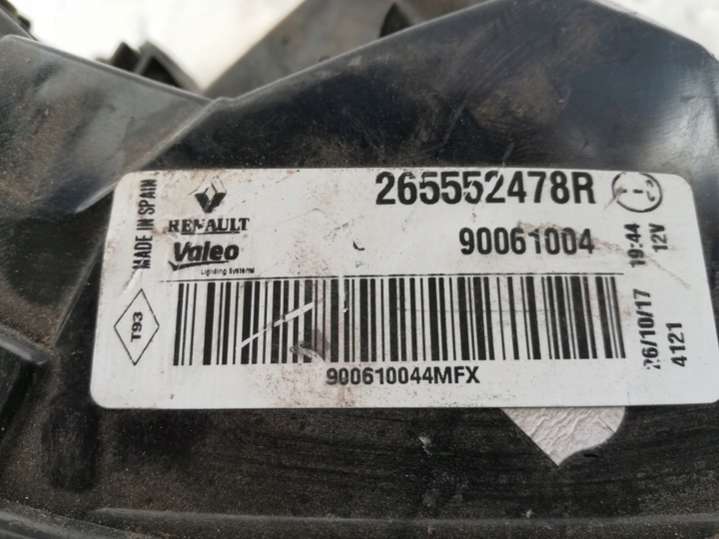 MADE IN SPAIN
RENAULT
Valeo
Lighting Systems
265552478R
90061004
19:44
12V
T93
900610044MFX
26/10/17
4121